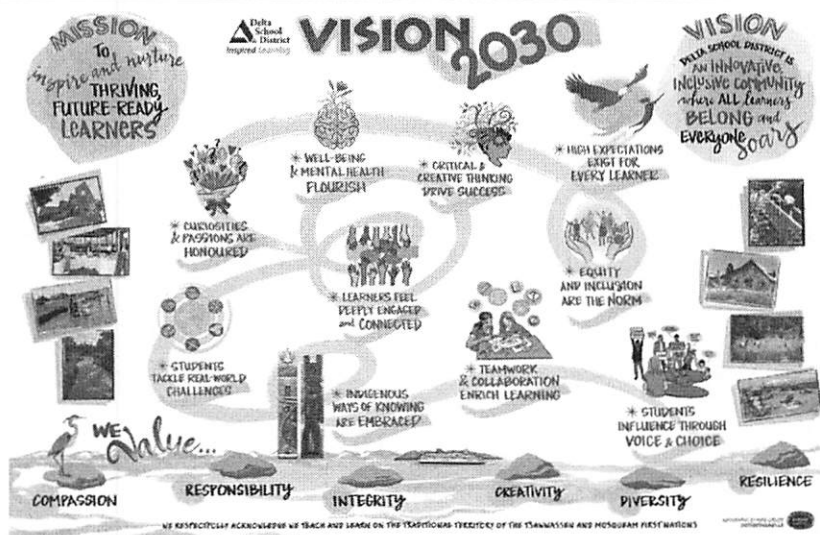 MISSION
To
inspire and nurture
THRIVING,
FUTURE-READY
LEARNERS
Delta
School
District
Inspired Learning
VISION
2030
VISION
DELTA SCHOOL DISTRICT IS
AN INNOVATIVE,
INCLUSIVE COMMUNITY
where ALL learners
BELONG and
EVERYONE soars
* WELL-BEING
& MENTAL HEALTH
FLOURISH
* CRITICAL &
CREATIVE THINKING
DRIVE SUCCESS
* HIGH EXPECTATIONS
EXIST FOR
EVERY LEARNER
* CURIOSITIES
& PASSIONS ARE
HONOURED
* LEARNERS FEEL
DEEPLY ENGAGED
and CONNECTED
* EQUITY
AND INCLUSION
ARE THE NORM
* STUDENTS
TACKLE REAL-WORLD
CHALLENGES
* INDIGENOUS
WAYS OF KNOWING
ARE EMBRACED
* TEAMWORK
& COLLABORATION
ENRICH LEARNING
* STUDENTS
INFLUENCE THROUGH
VOICE & CHOICE
WE Value...
COMPASSION
RESPONSIBILITY
INTEGRITY
CREATIVITY
DIVERSITY
RESILIENCE
WE RESPECTFULLY ACKNOWLEDGE WE TEACH AND LEARN ON THE TRADITIONAL TERRITORY OF THE TSAWWASSEN AND MUSQUEAM FIRST NATIONS